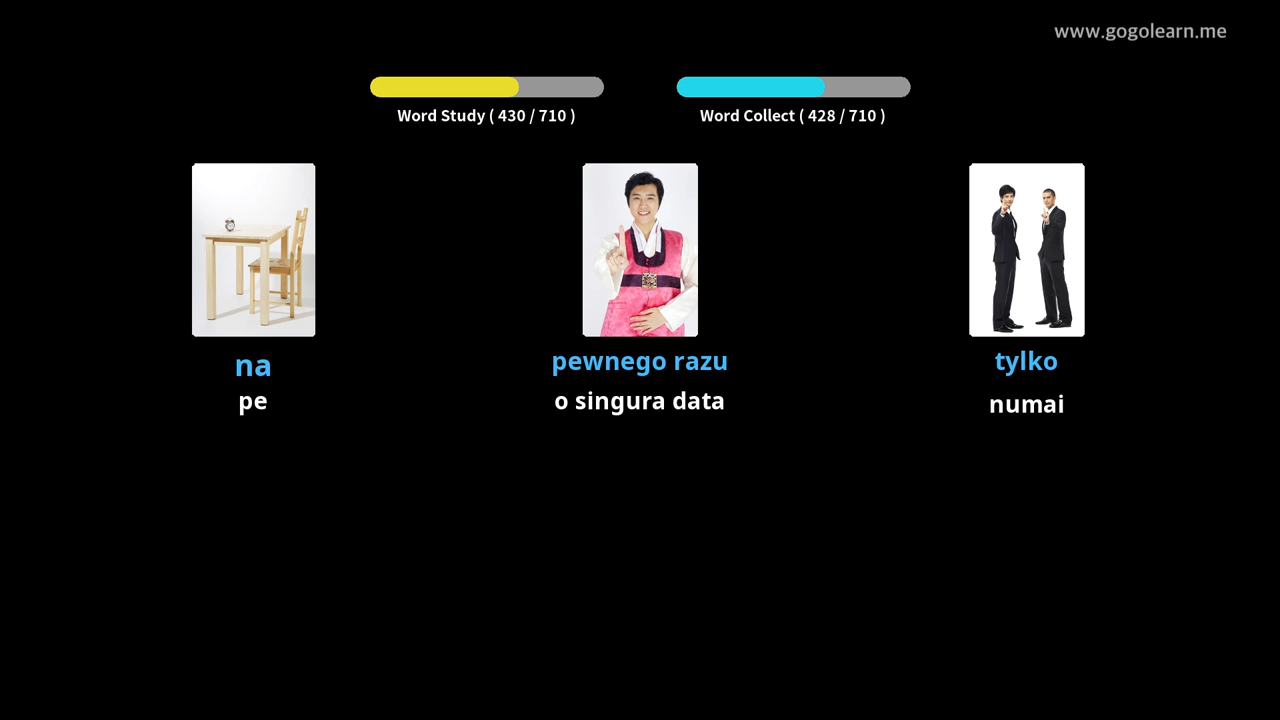 www.gogolearn.me
Word Study ( 430 / 710 )
Word Collect ( 428 / 710 )
na
pe
pewnego razu
o singura data
tylko
numai